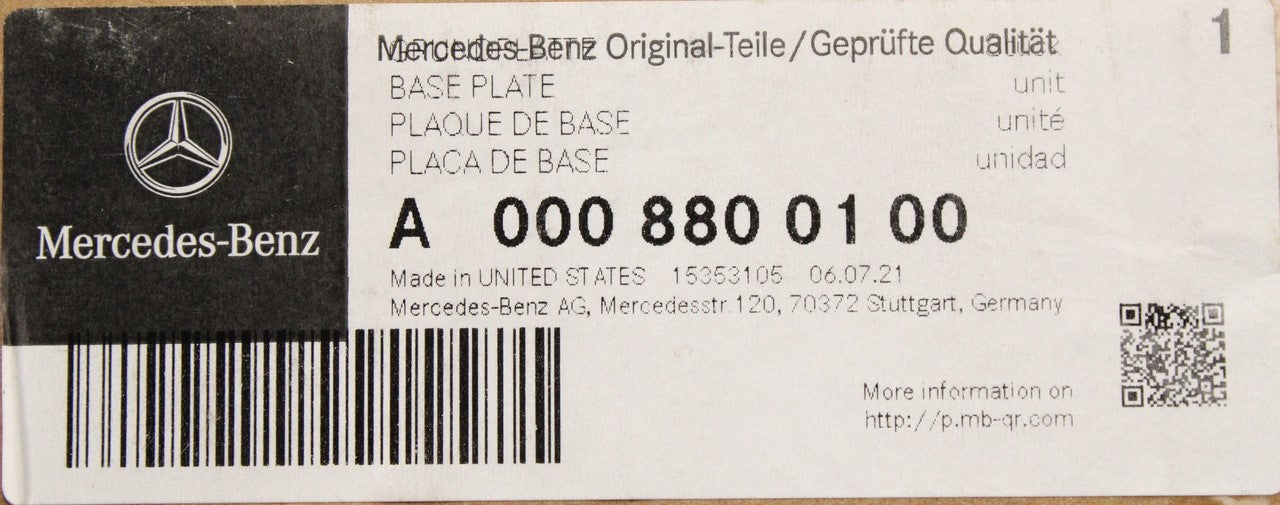 Mercedes-Benz Original-Teile/Geprüfte Qualität
1
GRUNDPLATTE
BASE PLATE
unit
PLAQUE DE BASE
unité
PLACA DE BASE
unidad
A 000 880 01 00
Mercedes-Benz
Made in UNITED STATES 15353105 06.07.21
Mercedes-Benz AG, Mercedesstr.120, 70372 Stuttgart, Germany
More information on
http://p.mb-qr.com